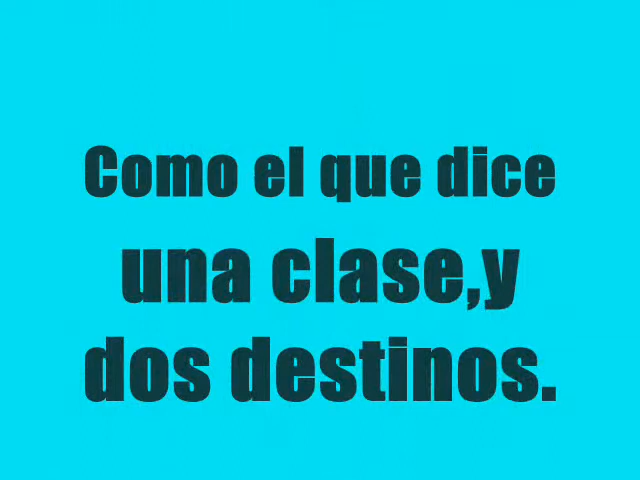 Como el que dice
una clase,y
dos destinos.